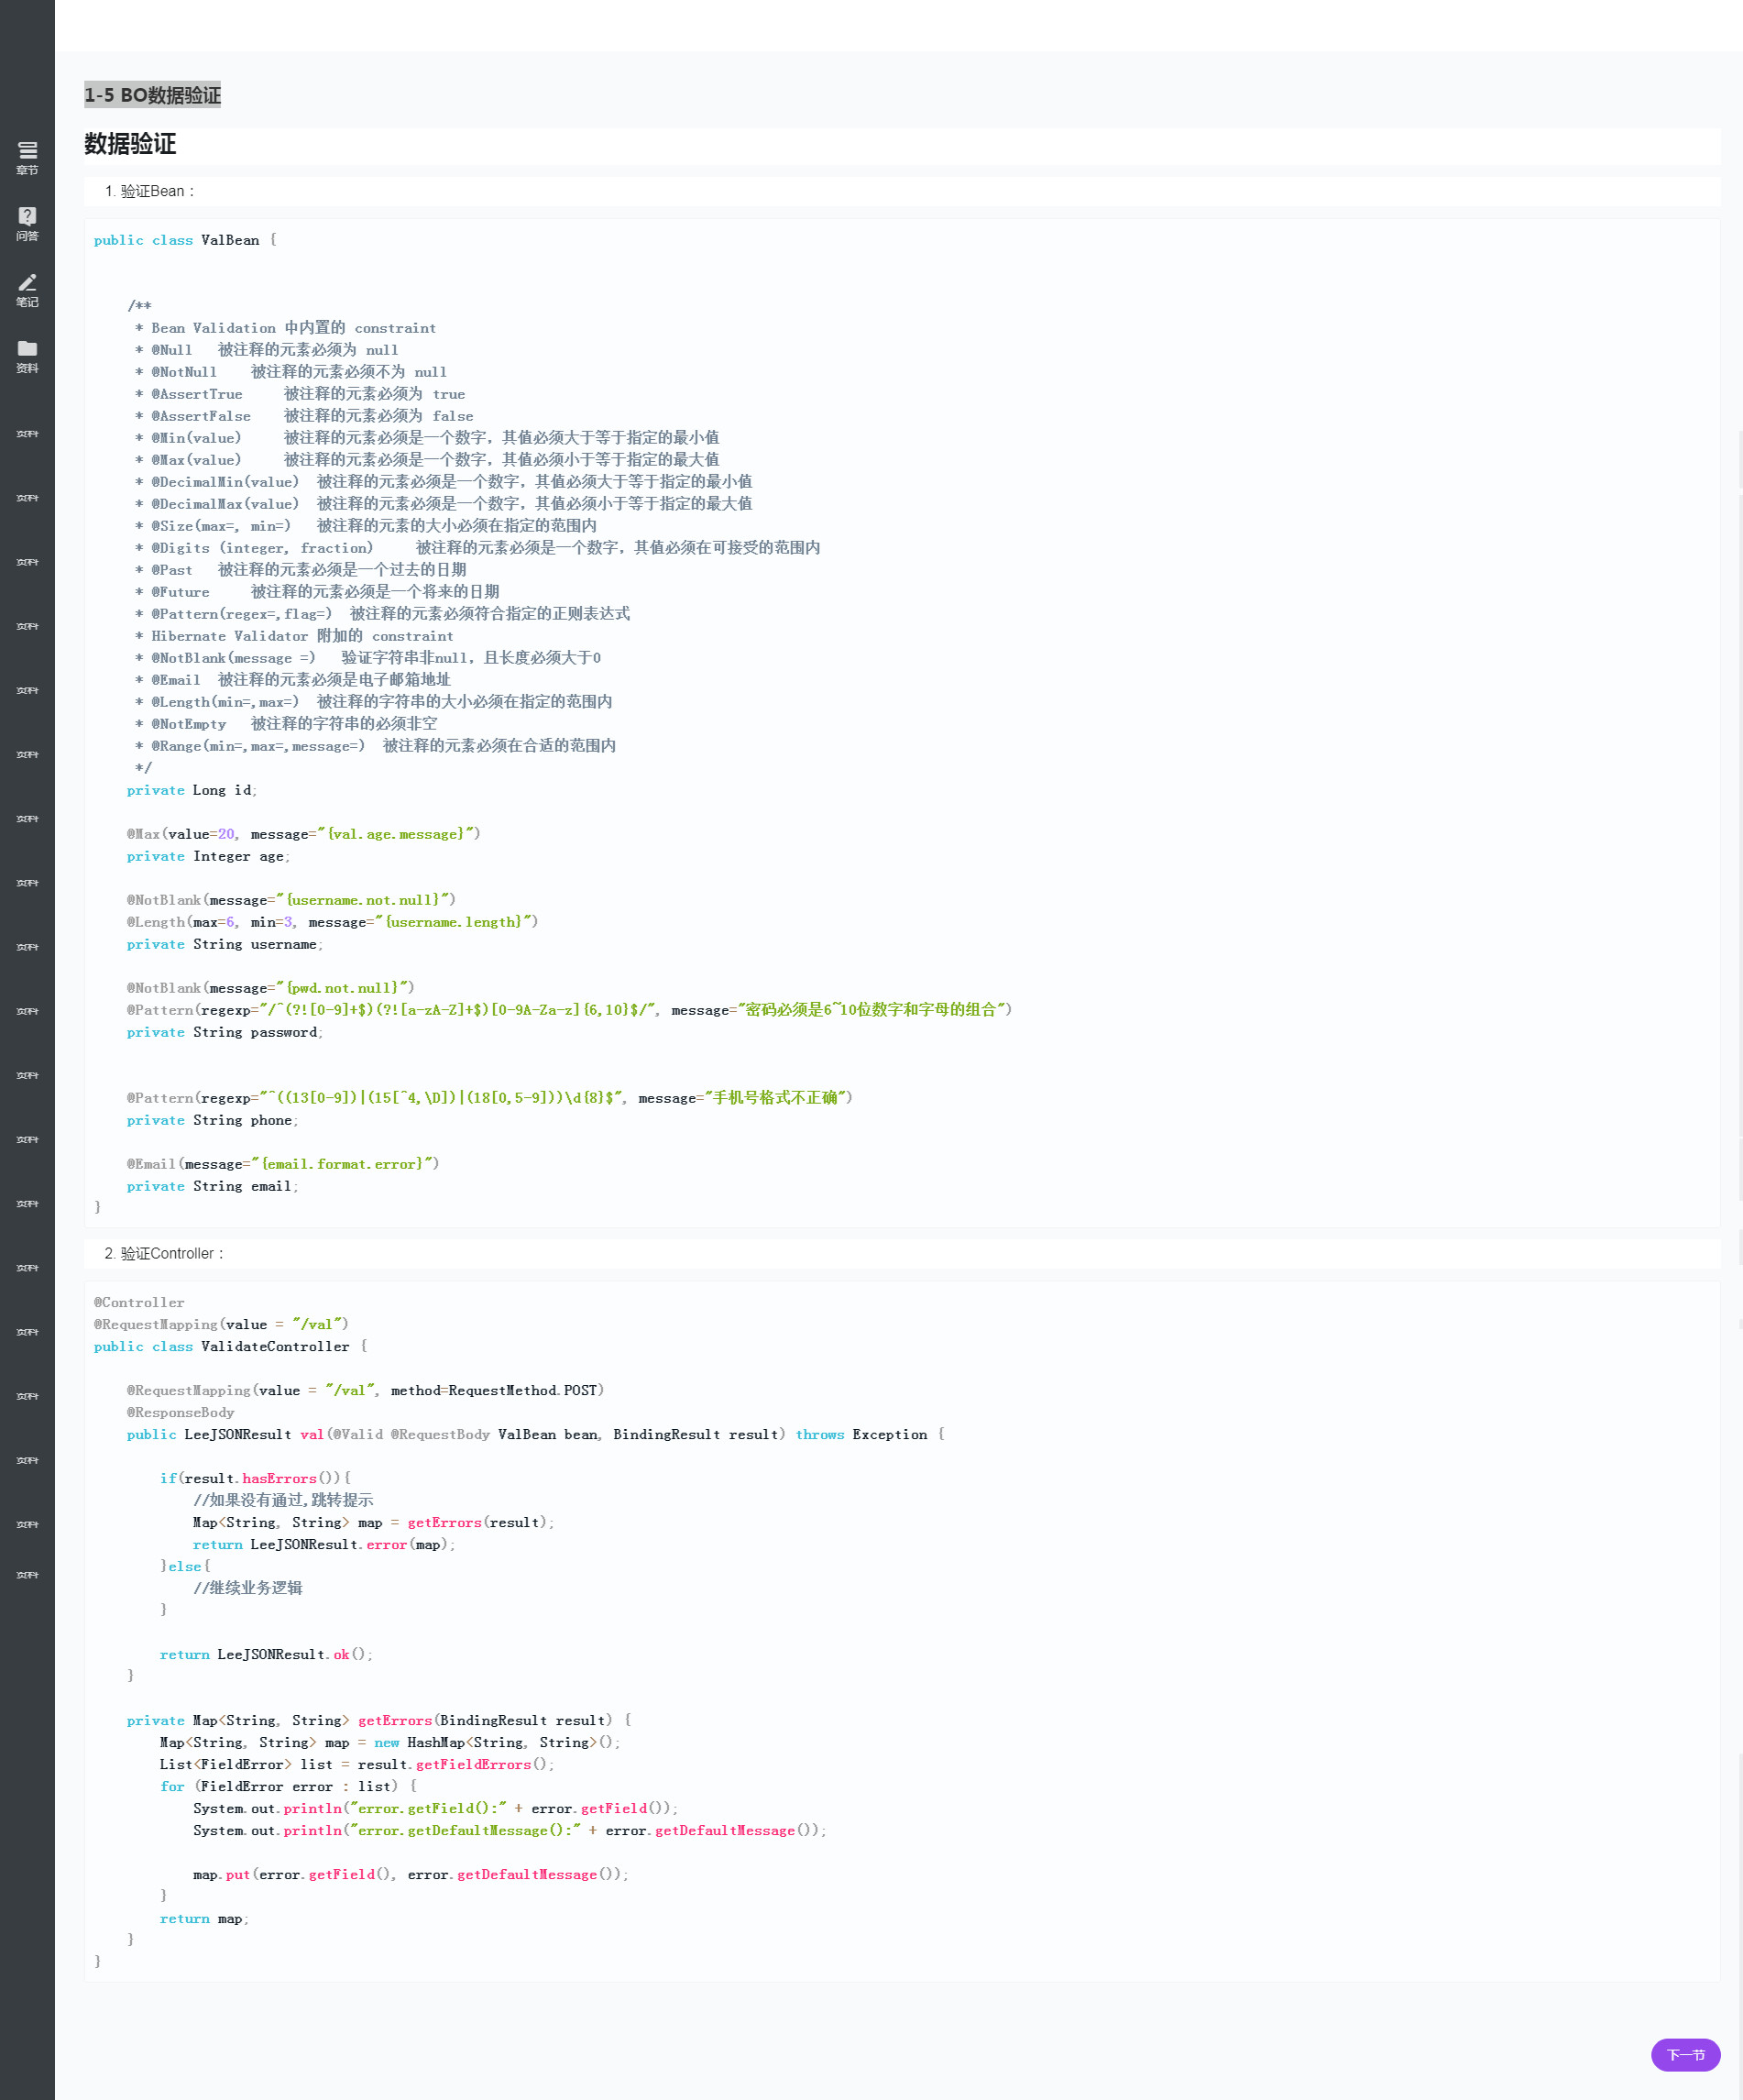 1-5 BO数据验证
数据验证
章节
问答
笔记
资料
1. 验证Bean：
public class ValBean {
/**
* Bean Validation 中内置的 constraint
* @Null   被注释的元素必须为 null
* @NotNull    被注释的元素必须不为 null
* @AssertTrue     被注释的元素必须为 true
* @AssertFalse    被注释的元素必须为 false
* @Min(value)     被注释的元素必须是一个数字，其值必须大于等于指定的最小值
* @Max(value)     被注释的元素必须是一个数字，其值必须小于等于指定的最大值
* @DecimalMin(value)  被注释的元素必须是一个数字，其值必须大于等于指定的最小值
* @DecimalMax(value)  被注释的元素必须是一个数字，其值必须小于等于指定的最大值
* @Size(max=, min=)   被注释的元素的大小必须在指定的范围内
* @Digits (integer, fraction)     被注释的元素必须是一个数字，其值必须在可接受的范围内
* @Past   被注释的元素必须是一个过去的日期
* @Future     被注释的元素必须是一个将来的日期
* @Pattern(regex=,flag=)  被注释的元素必须符合指定的正则表达式
* Hibernate Validator 附加的 constraint
* @NotBlank(message =)   验证字符串非null，且长度必须大于0
* @Email  被注释的元素必须是电子邮箱地址
* @Length(min=,max=)  被注释的字符串的大小必须在指定的范围内
* @NotEmpty   被注释的字符串的必须非空
* @Range(min=,max=,message=)  被注释的元素必须在合适的范围内
*/
private Long id;
@Max(value=20, message="{val.age.message}")
private Integer age;
@NotBlank(message="{username.not.null}")
@Length(max=6, min=3, message="{username.length}")
private String username;
@NotBlank(message="{pwd.not.null}")
@Pattern(regexp="/^(?![0-9]+$)(?![a-zA-Z]+$)[0-9A-Za-z]{6,10}$/", message="密码必须是6~10位数字和字母的组合")
private String password;
@Pattern(regexp="^((13[0-9])|(15[^4,\D])|(18[0,5-9]))\d{8}$", message="手机号格式不正确")
private String phone;
@Email(message="{email.format.error}")
private String email;
}
2. 验证Controller：
@Controller
@RequestMapping(value = "/val")
public class ValidateController {
@RequestMapping(value = "/val", method=RequestMethod.POST)
@ResponseBody
public LeeJSONResult val(@Valid @RequestBody ValBean bean, BindingResult result) throws Exception {
if(result.hasErrors()){
//如果没有通过,跳转提示
Map<String, String> map = getErrors(result);
return LeeJSONResult.error(map);
}else{
//继续业务逻辑
}
return LeeJSONResult.ok();
}
private Map<String, String> getErrors(BindingResult result) {
Map<String, String> map = new HashMap<String, String>();
List<FieldError> list = result.getFieldErrors();
for (FieldError error : list) {
System.out.println("error.getField():" + error.getField());
System.out.println("error.getDefaultMessage():" + error.getDefaultMessage());
map.put(error.getField(), error.getDefaultMessage());
}
return map;
}
}
下一节